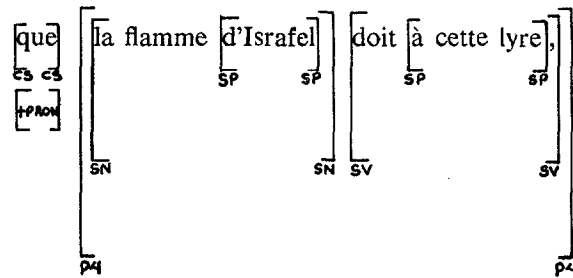 que la flamme d'Israfel doit à cette lyre,
CS CS SP SP SP SP
+PRON
SN SN SV SV
P4 P4